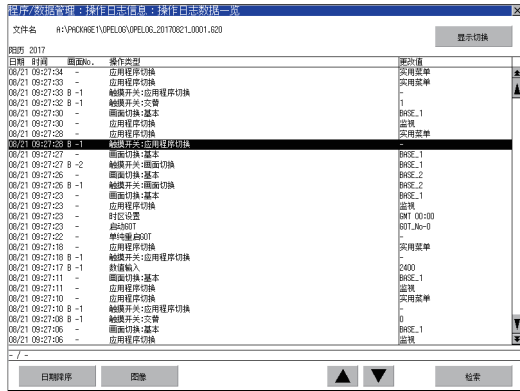 程序/数据管理:操作日志信息:操作日志数据一览
文件名 A:\PACKAGE1\OPELOG\OPELOG_20170821_0001.G2O
显示切换
阳历 2017
日期 时间 画面No. 操作类型 更改值
08/21 09:27:34 - 应用程序切换 实用菜单
08/21 09:27:33 - 应用程序切换 实用菜单
08/21 09:27:33 B -1 触摸开关:应用程序切换 -
08/21 09:27:32 B -1 触摸开关:交替 1
08/21 09:27:30 - 画面切换:基本 BASE_1
08/21 09:27:30 - 应用程序切换 监视
08/21 09:27:28 - 应用程序切换 实用菜单
08/21 09:27:28 B -1 触摸开关:应用程序切换 -
08/21 09:27:27 - 画面切换:基本 BASE_1
08/21 09:27:27 B -2 触摸开关:画面切换 BASE_1
08/21 09:27:26 - 画面切换:基本 BASE_2
08/21 09:27:26 B -1 触摸开关:画面切换 BASE_2
08/21 09:27:23 - 画面切换:基本 BASE_1
08/21 09:27:23 - 应用程序切换 监视
08/21 09:27:23 - 时区设置 GMT 00:00
08/21 09:27:23 - 启动GOT GOT_No-0
08/21 09:27:22 - 单纯重启GOT -
08/21 09:27:18 - 应用程序切换 实用菜单
08/21 09:27:18 B -1 触摸开关:应用程序切换 -
08/21 09:27:17 B -1 数值输入 2400
08/21 09:27:11 - 画面切换:基本 BASE_1
08/21 09:27:11 - 应用程序切换 监视
08/21 09:27:10 - 应用程序切换 实用菜单
08/21 09:27:10 B -1 触摸开关:应用程序切换 -
08/21 09:27:08 B -1 触摸开关:交替 0
08/21 09:27:06 - 画面切换:基本 BASE_1
08/21 09:27:06 - 应用程序切换 监视
- / -
日期降序 图像 ▲ ▼ 检索